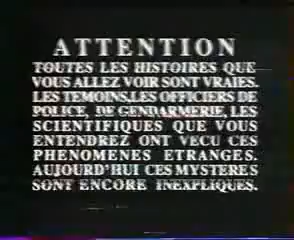 ATTENTION
TOUTES LES HISTOIRES QUE
VOUS ALLEZ VOIR SONT VRAIES.
LES TEMOINS,LES OFFICIERS DE
POLICE, DE GENDARMERIE, LES
SCIENTIFIQUES QUE VOUS
ENTENDREZ ONT VECU CES
PHENOMENES ETRANGES.
AUJOURD'HUI CES MYSTERES
SONT ENCORE INEXPLIQUES.